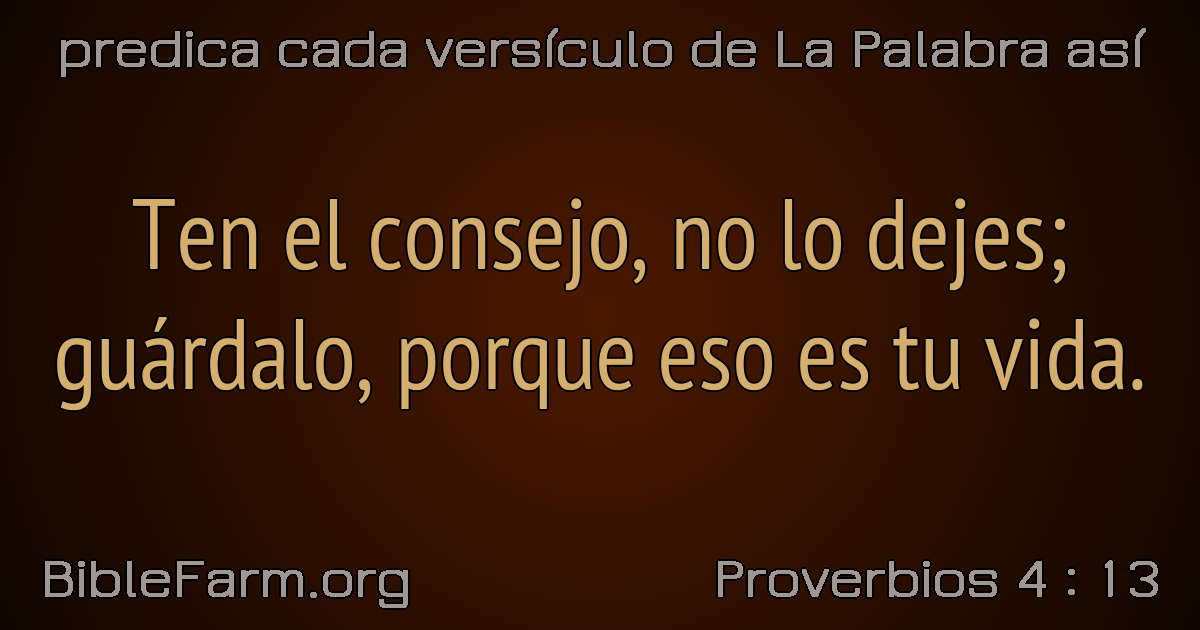 predica cada versículo de La Palabra así
Ten el consejo, no lo dejes;
guárdalo, porque eso es tu vida.
BibleFarm.org
Proverbios 4 : 13